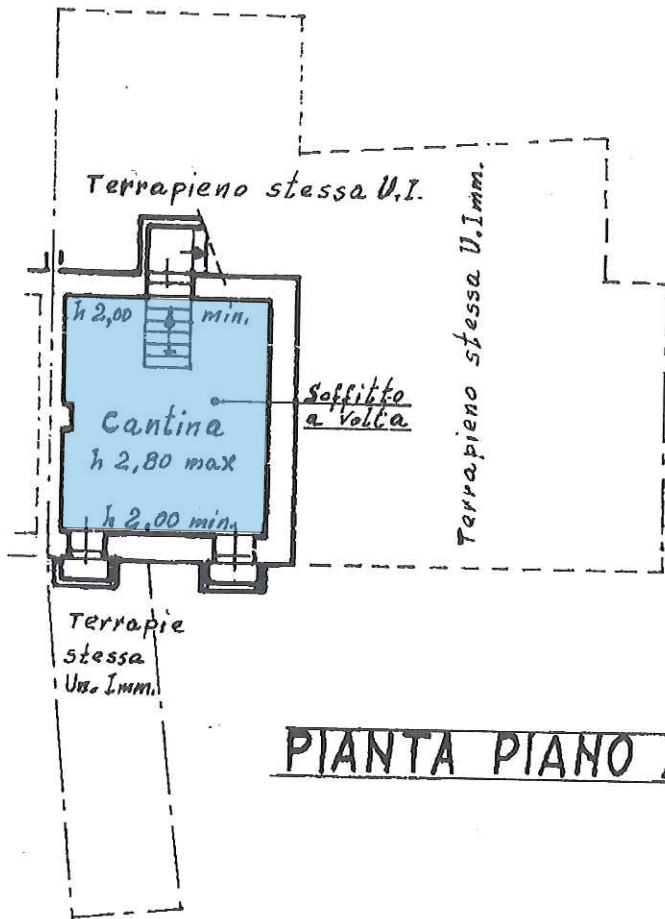 Terrapieno stessa U.I.
Terrapieno stessa U.Imm.
h 2,00 min.
Soffitto
a volta
Cantina
h 2,80 max
h 2,00 min.
Terrapie
stessa
Un. Imm.
PIANTA PIANO